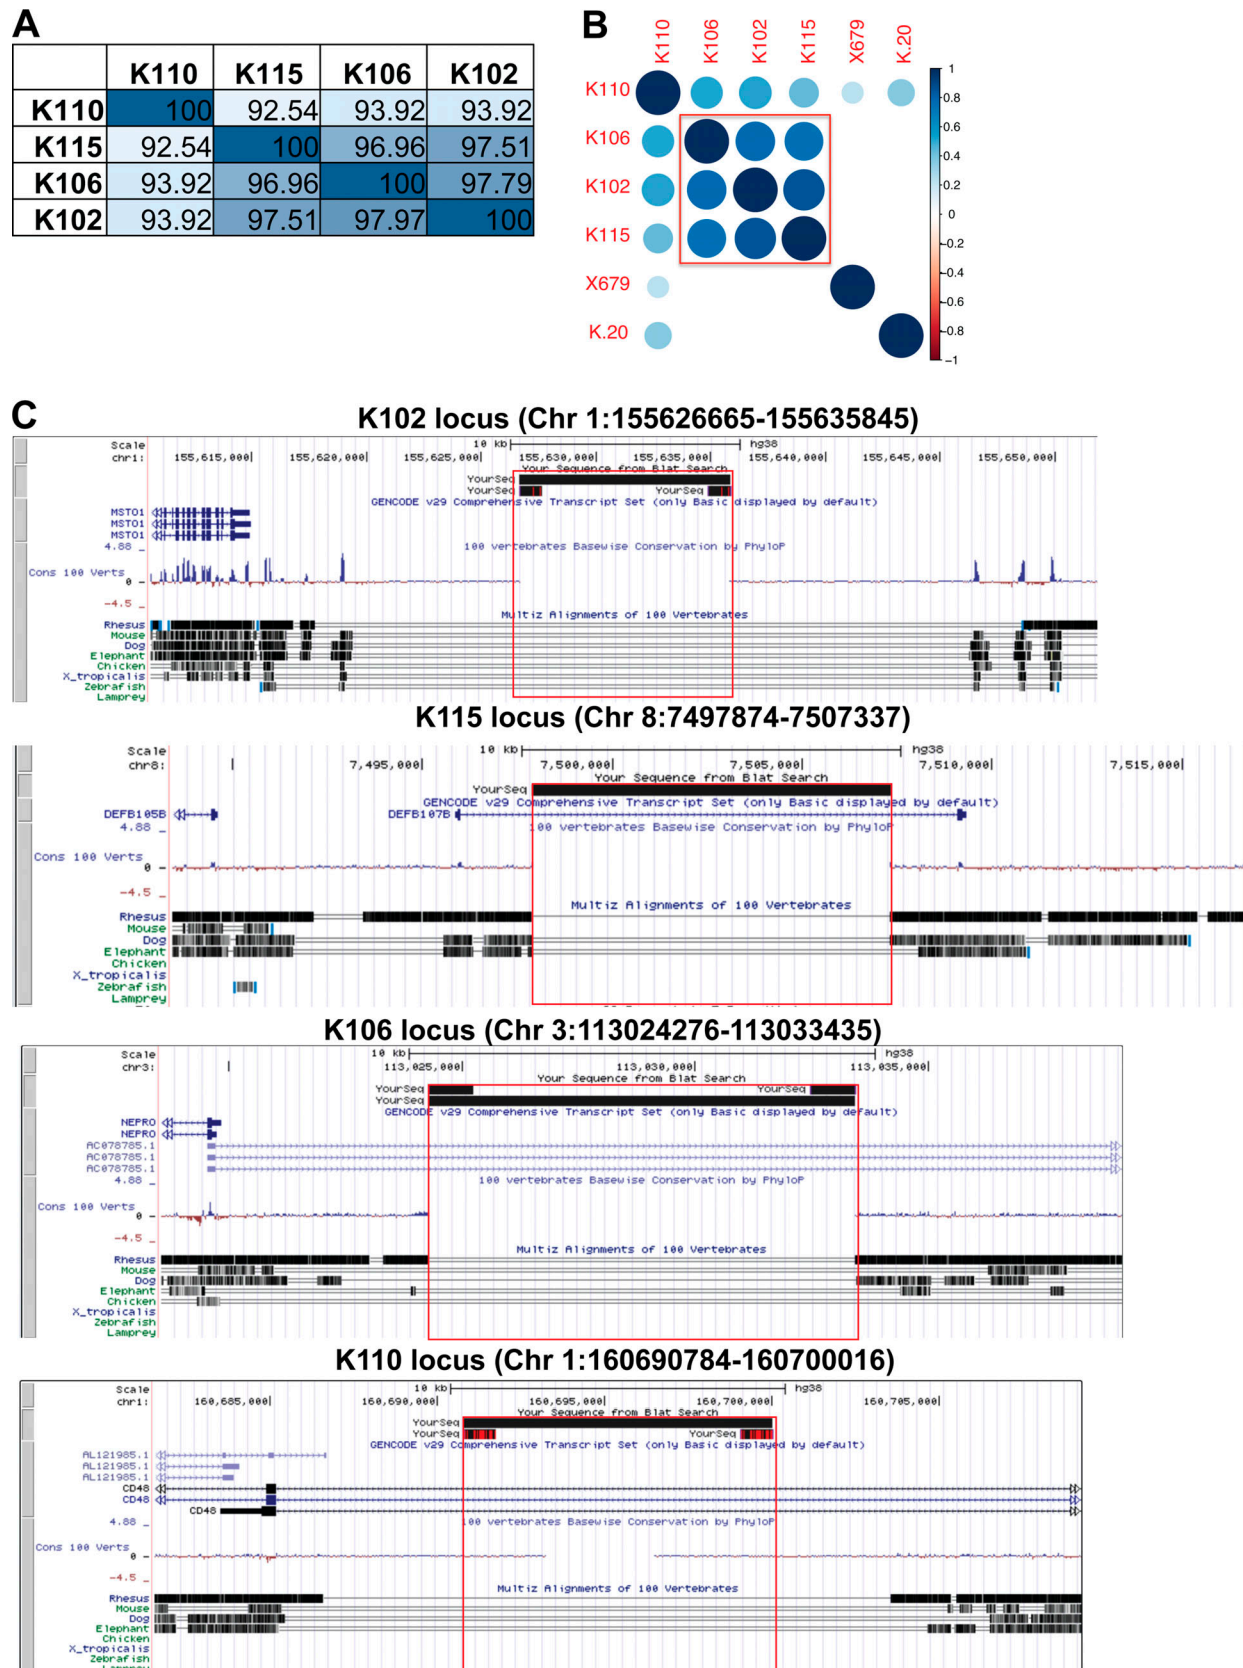 A
K110 K115 K106 K102
K110 100 92.54 93.92 93.92
K115 92.54 100 96.96 97.51
K106 93.92 96.96 100 97.79
K102 93.92 97.51 97.97 100
B
K110 K106 K102 K115 X679 K.20
K110
K106
K102
K115
X679
K.20
1
0.8
0.6
0.4
0.2
0
-0.2
-0.4
-0.6
-0.8
-1
C
K102 locus (Chr 1:155626665-155635845)
Scale 10 kb hg38
chr1: 155,615,000 155,620,000 155,625,000 155,630,000 155,635,000 155,640,000 155,645,000 155,650,000
Your Sequence from Blat Search
YourSeq
YourSeq YourSeq
GENCODE v29 Comprehensive Transcript Set (only Basic displayed by default)
MSTO1
MSTO1
MSTO1
4.88 _ 100 vertebrates Basewise Conservation by PhyloP
Cons 100 Verts 0 –
-4.5 _
Multiz Alignments of 100 Vertebrates
Rhesus
Mouse
Dog
Elephant
Chicken
X_tropicalis
Zebrafish
Lamprey
K115 locus (Chr 8:7497874-7507337)
Scale 10 kb hg38
chr8: 7,495,000 7,500,000 7,505,000 7,510,000 7,515,000
Your Sequence from Blat Search
YourSeq
GENCODE v29 Comprehensive Transcript Set (only Basic displayed by default)
DEFB105B DEFB107B
4.88 _ 100 vertebrates Basewise Conservation by PhyloP
Cons 100 Verts 0 –
-4.5 _
Multiz Alignments of 100 Vertebrates
Rhesus
Mouse
Dog
Elephant
Chicken
X_tropicalis
Zebrafish
Lamprey
K106 locus (Chr 3:113024276-113033435)
Scale 10 kb hg38
chr3: 113,025,000 113,030,000 113,035,000
Your Sequence from Blat Search
YourSeq YourSeq
YourSeq
GENCODE v29 Comprehensive Transcript Set (only Basic displayed by default)
NEPRO
NEPRO
AC078785.1
AC078785.1
AC078785.1
4.88 _ 100 vertebrates Basewise Conservation by PhyloP
Cons 100 Verts 0 –
-4.5 _
Multiz Alignments of 100 Vertebrates
Rhesus
Mouse
Dog
Elephant
Chicken
X_tropicalis
Zebrafish
Lamprey
K110 locus (Chr 1:160690784-160700016)
Scale 10 kb hg38
chr1: 160,685,000 160,690,000 160,695,000 160,700,000 160,705,000
Your Sequence from Blat Search
YourSeq
YourSeq YourSeq
GENCODE v29 Comprehensive Transcript Set (only Basic displayed by default)
AL121985.1
AL121985.1
AL121985.1
CD48
CD48
CD48
4.88 _ 100 vertebrates Basewise Conservation by PhyloP
Cons 100 Verts 0 –
-4.5 _
Multiz Alignments of 100 Vertebrates
Rhesus
Mouse
Dog
Elephant
Chicken
X_tropicalis
Zebrafish